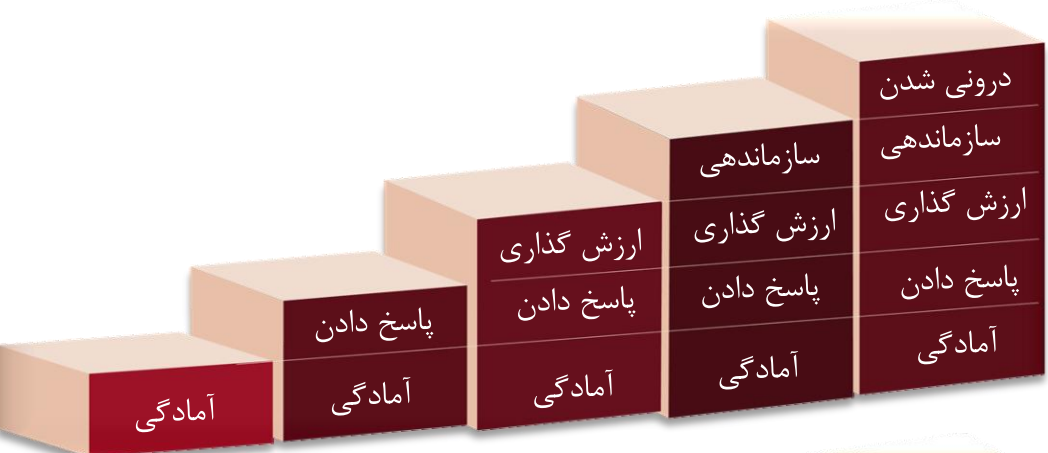 آمادگی
پاسخ دادن
آمادگی
ارزش گذاری
پاسخ دادن
آمادگی
سازماندهی
ارزش گذاری
پاسخ دادن
آمادگی
درونی شدن
سازماندهی
ارزش گذاری
پاسخ دادن
آمادگی